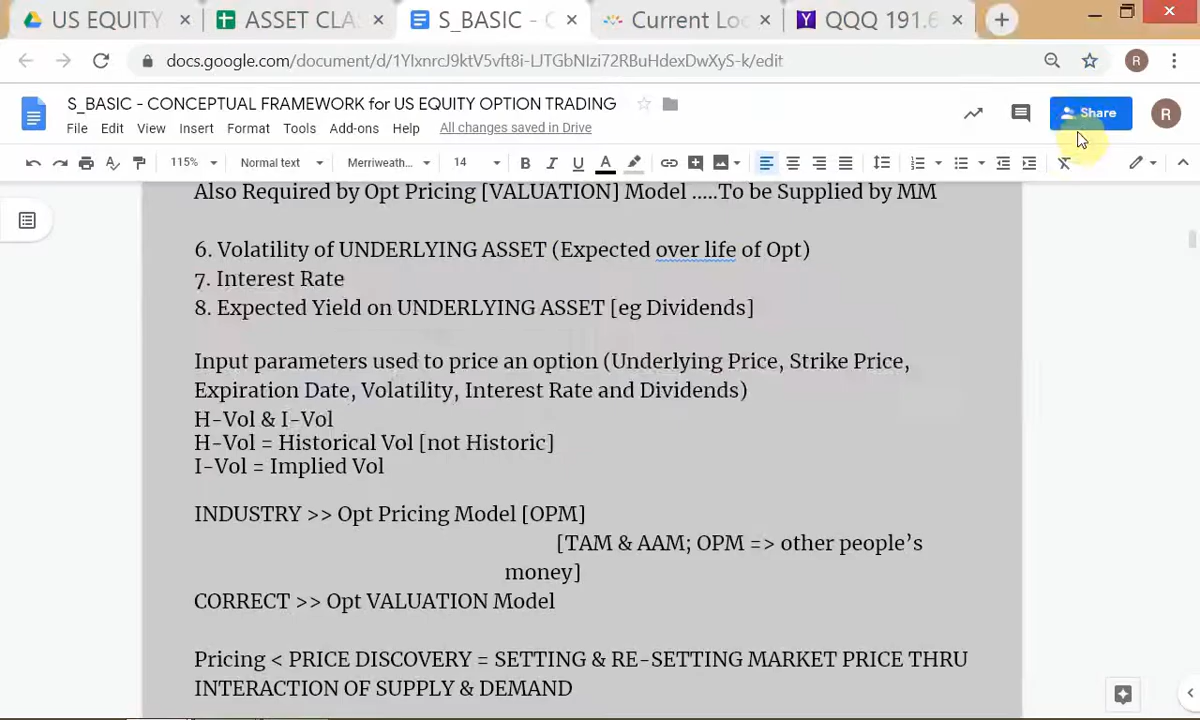 US EQUITY
ASSET CLA
S_BASIC - C
Current Lo
QQQ 191.6
docs.google.com/document/d/1YlxnrcJ9ktV5vft8i-LJTGbNIzi72RBuHdexDwXyS-k/edit
R
S_BASIC - CONCEPTUAL FRAMEWORK for US EQUITY OPTION TRADING
File Edit View Insert Format Tools Add-ons Help All changes saved in Drive
Share
R
115% Normal text Merriweath... 14 B I U A
Also Required by Opt Pricing [VALUATION] Model .....To be Supplied by MM
6. Volatility of UNDERLYING ASSET (Expected over life of Opt)
7. Interest Rate
8. Expected Yield on UNDERLYING ASSET [eg Dividends]
Input parameters used to price an option (Underlying Price, Strike Price,
Expiration Date, Volatility, Interest Rate and Dividends)
H-Vol & I-Vol
H-Vol = Historical Vol [not Historic]
I-Vol = Implied Vol
INDUSTRY >> Opt Pricing Model [OPM]
[TAM & AAM; OPM => other people's
money]
CORRECT >> Opt VALUATION Model
Pricing < PRICE DISCOVERY = SETTING & RE-SETTING MARKET PRICE THRU
INTERACTION OF SUPPLY & DEMAND